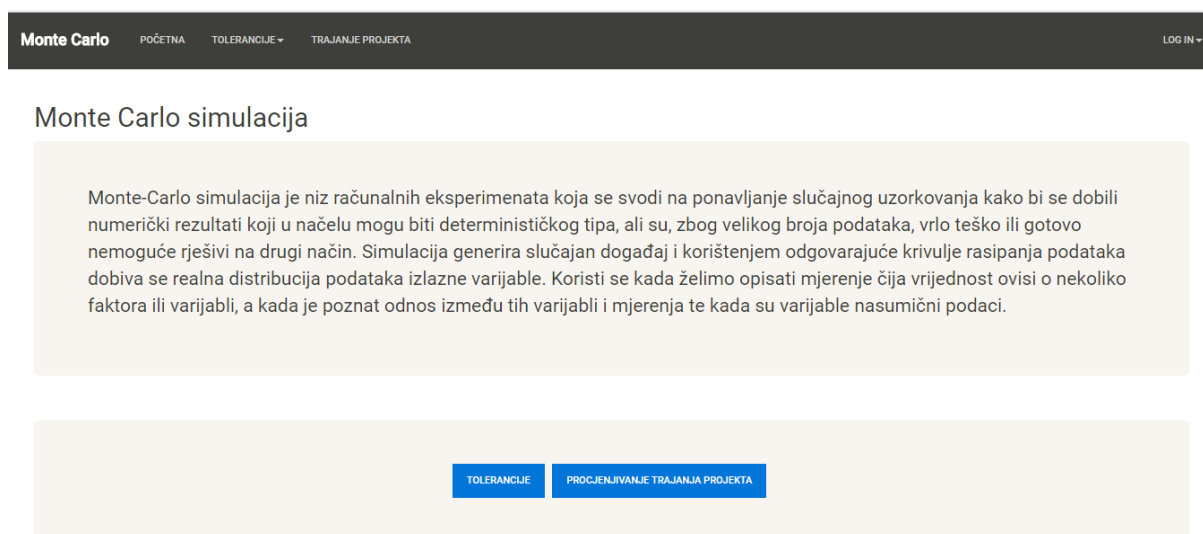 Monte Carlo POČETNA TOLERANCIJE TRAJANJE PROJEKTA LOG IN
Monte Carlo simulacija
Monte-Carlo simulacija je niz računalnih eksperimenata koja se svodi na ponavljanje slučajnog uzorkovanja kako bi se dobili
numerički rezultati koji u načelu mogu biti determinističkog tipa, ali su, zbog velikog broja podataka, vrlo teško ili gotovo
nemoguće rješivi na drugi način. Simulacija generira slučajan događaj i korištenjem odgovarajuće krivulje rasipanja podataka
dobiva se realna distribucija podataka izlazne varijable. Koristi se kada želimo opisati mjerenje čija vrijednost ovisi o nekoliko
faktora ili varijabli, a kada je poznat odnos između tih varijabli i mjerenja te kada su varijable nasumični podaci.
TOLERANCIJE PROCJENJIVANJE TRAJANJA PROJEKTA